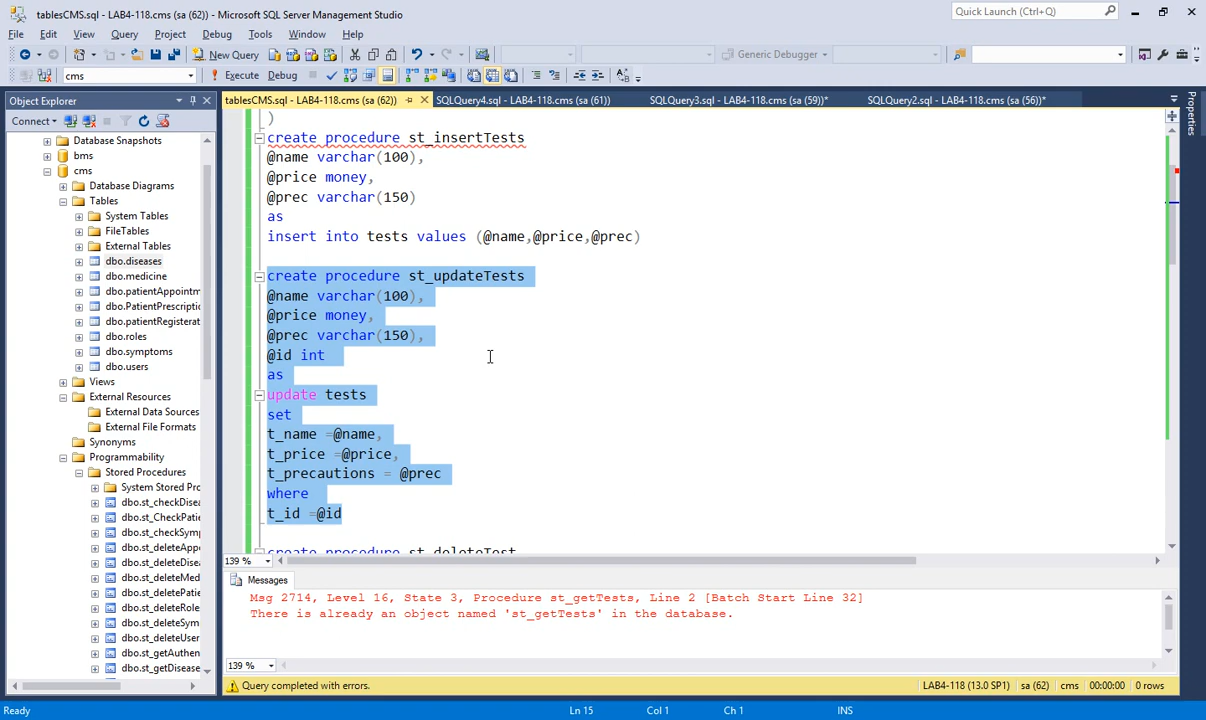 tablesCMS.sql - LAB4-118.cms (sa (62)) - Microsoft SQL Server Management Studio
Quick Launch (Ctrl+Q)
File Edit View Query Project Debug Tools Window Help
New Query Generic Debugger
cms Execute Debug
Object Explorer
tablesCMS.sql - LAB4-118.cms (sa (62)) SQLQuery4.sql - LAB4-118.cms (sa (61)) SQLQuery3.sql - LAB4-118.cms (sa (59))* SQLQuery2.sql - LAB4-118.cms (sa (56))*
Properties
Connect
Database Snapshots
bms
cms
Database Diagrams
Tables
System Tables
FileTables
External Tables
dbo.diseases
dbo.medicine
dbo.patientAppointm
dbo.PatientPrescriptio
dbo.patientRegisterat
dbo.roles
dbo.symptoms
dbo.users
Views
External Resources
External Data Sources
External File Formats
Synonyms
Programmability
Stored Procedures
System Stored Pro
dbo.st_checkDisea
dbo.st_CheckPatie
dbo.st_checkSymp
dbo.st_deleteAppo
dbo.st_deleteDisea
dbo.st_deleteMed
dbo.st_deletePatie
dbo.st_deleteRole
dbo.st_deleteSym
dbo.st_deleteUser
dbo.st_getAuthen
dbo.st_getDisease
)
create procedure st_insertTests
@name varchar(100),
@price money,
@prec varchar(150)
as
insert into tests values (@name,@price,@prec)
create procedure st_updateTests
@name varchar(100),
@price money,
@prec varchar(150),
@id int
as
update tests
set
t_name =@name,
t_price =@price,
t_precautions = @prec
where
t_id =@id
create procedure st_deleteTest
139 %
Messages
Msg 2714, Level 16, State 3, Procedure st_getTests, Line 2 [Batch Start Line 32]
There is already an object named 'st_getTests' in the database.
139 %
Query completed with errors. LAB4-118 (13.0 SP1) sa (62) cms 00:00:00 0 rows
Ready Ln 15 Col 1 Ch 1 INS